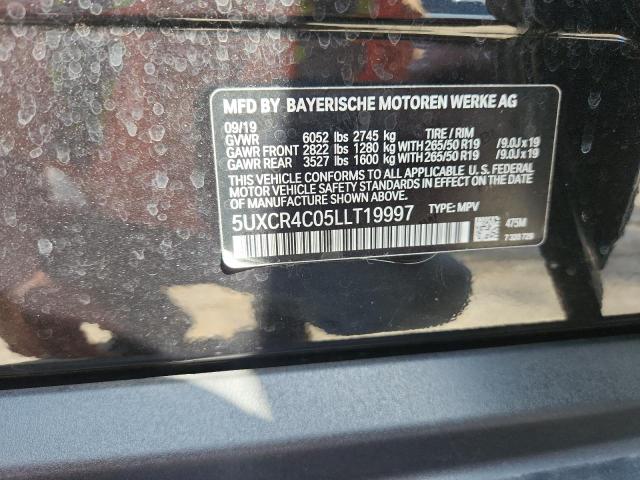 MFD BY BAYERISCHE MOTOREN WERKE AG
09/19
GVWR 6052 lbs 2745 kg TIRE / RIM
GAWR FRONT 2822 lbs 1280 kg WITH 265/50 R19 /9.0J x 19
GAWR REAR 3527 lbs 1600 kg WITH 265/50 R19 /9.0J x 19
THIS VEHICLE CONFORMS TO ALL APPLICABLE U. S. FEDERAL
MOTOR VEHICLE SAFETY STANDARDS IN EFFECT ON THE DATE
OF MANUFACTURE SHOWN ABOVE.
5UXCR4C05LLT19997 TYPE: MPV
475M